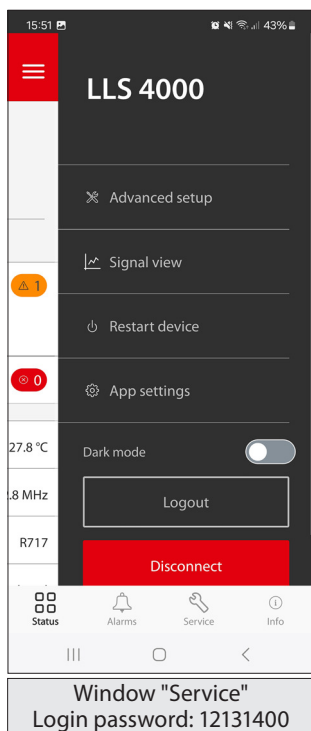 15:51 43%
LLS 4000
Advanced setup
Signal view
1
Restart device
0
App settings
27.8 °C
Dark mode
.8 MHz
Logout
R717
Disconnect
Status Alarms Service Info
Window "Service"
Login password: 12131400